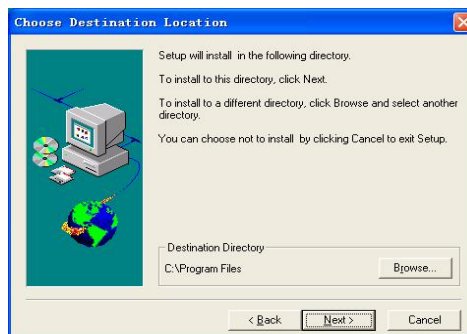 Choose Destination Location
Setup will install in the following directory.
To install to this directory, click Next.
To install to a different directory, click Browse and select another
directory.
You can choose not to install by clicking Cancel to exit Setup.
Destination Directory
C:\Program Files
Browse...
< Back
Next >
Cancel